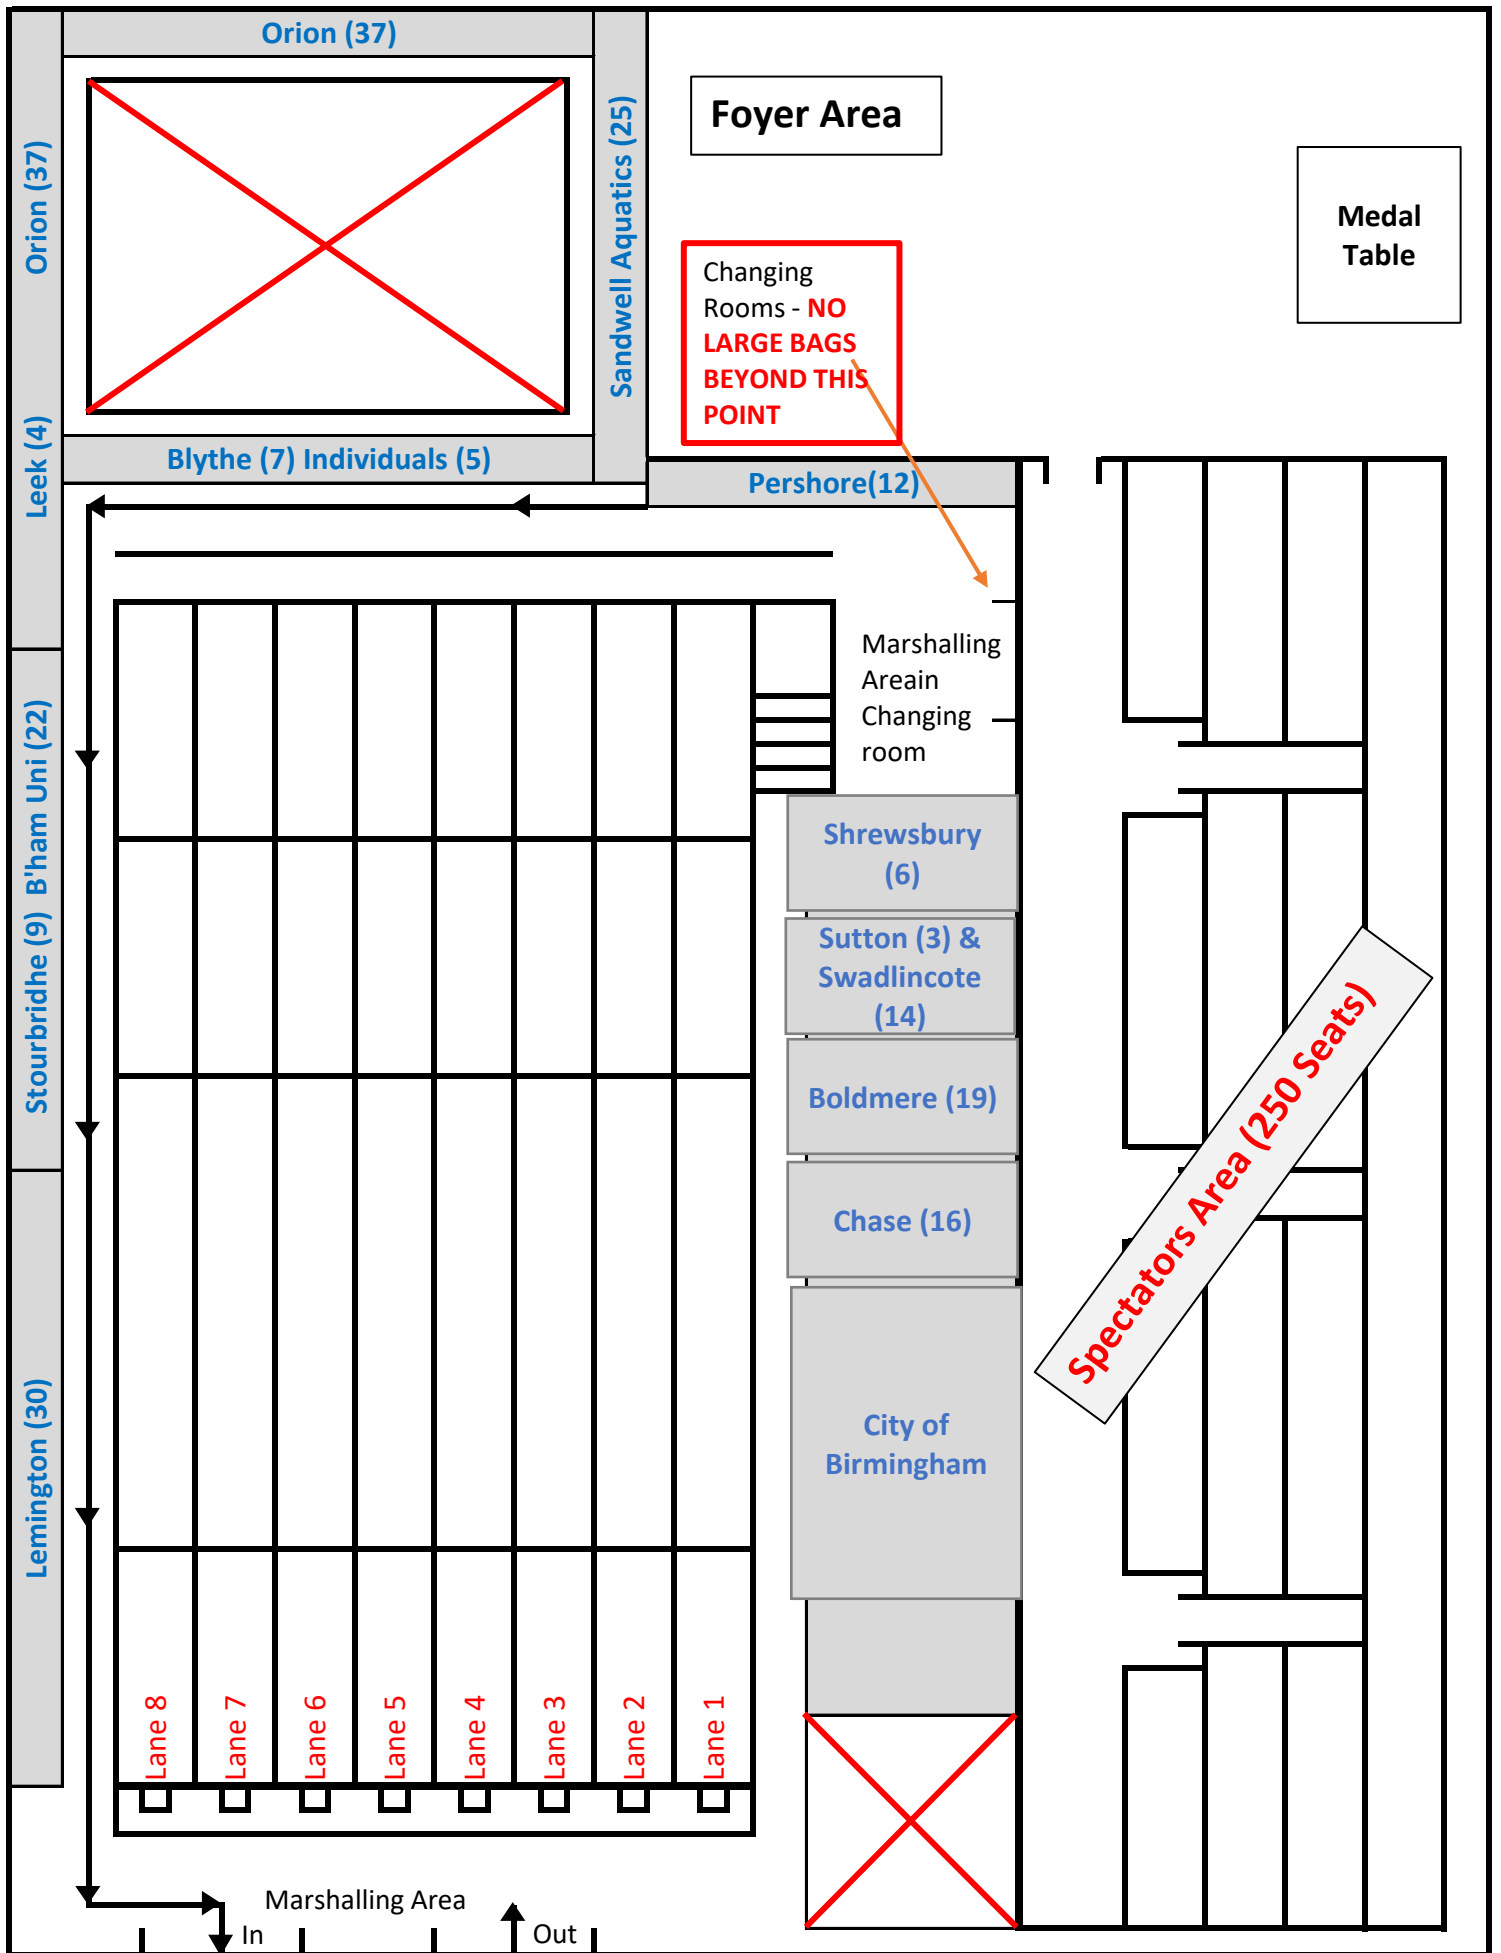 Orion (37)
Foyer Area
Orion (37)
Sandwell Aquatics (25)
Medal
Table
Changing
Rooms - NO
LARGE BAGS
BEYOND THIS
POINT
Leek (4)
Blythe (7) Individuals (5)
Pershore(12)
Marshalling
Areain
Changing
room
Stourbridhe (9) B'ham Uni (22)
Shrewsbury
(6)
Sutton (3) &
Swadlincote
(14)
Boldmere (19)
Chase (16)
Spectators Area (250 Seats)
City of
Birmingham
Lemington (30)
Lane 8
Lane 7
Lane 6
Lane 5
Lane 4
Lane 3
Lane 2
Lane 1
Marshalling Area
In
Out